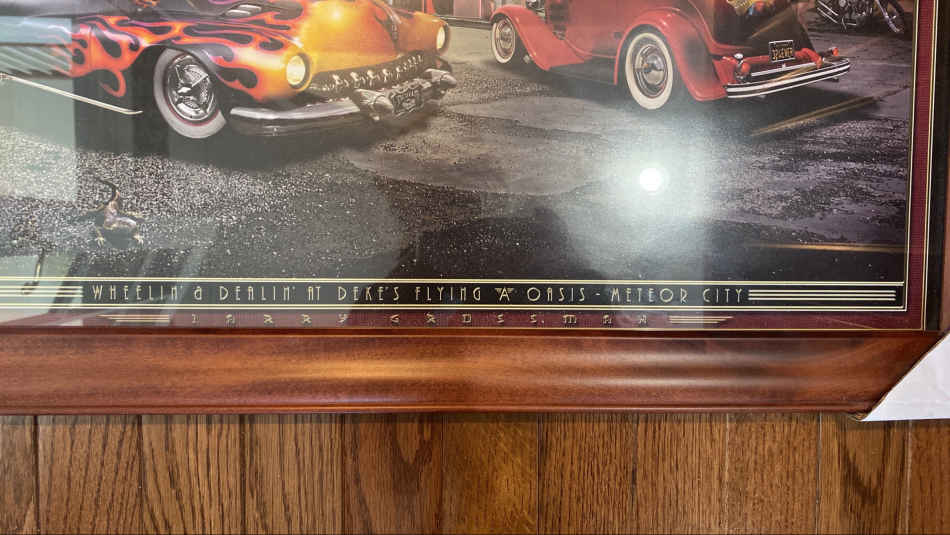 WHEELIN' & DEALIN' AT DEKE'S FLYING A OASIS - METEOR CITY
LARRY GROSSMAN